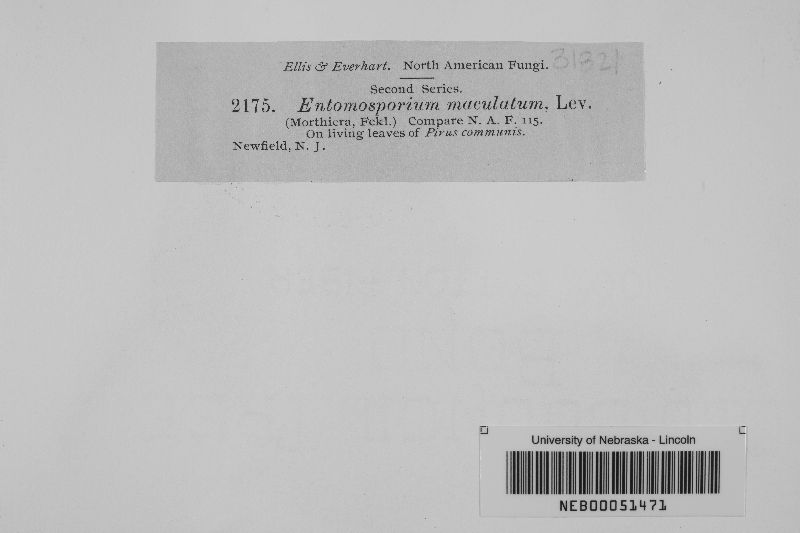 Ellis & Everhart. North American Fungi. 31321
Second Series.
2175. Entomosporium maculatum, Lev.
(Morthiera, Fckl.) Compare N. A. F. 115.
On living leaves of Pirus communis.
Newfield, N. J.
University of Nebraska - Lincoln
NEB00051471